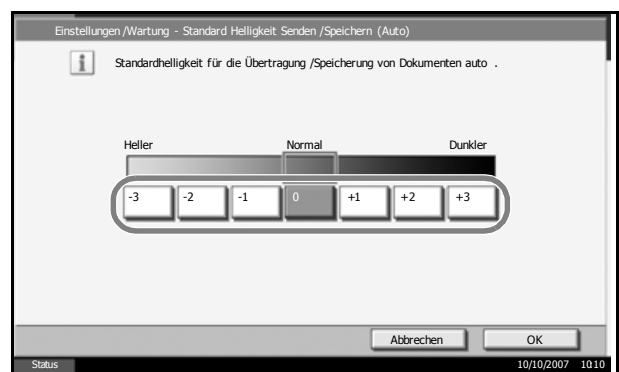 Einstellungen /Wartung - Standard Helligkeit Senden /Speichern (Auto)
i Standardhelligkeit für die Übertragung /Speicherung von Dokumenten auto .
Heller Normal Dunkler
-3 -2 -1 0 +1 +2 +3
Abbrechen OK
Status 10/10/2007 10:10